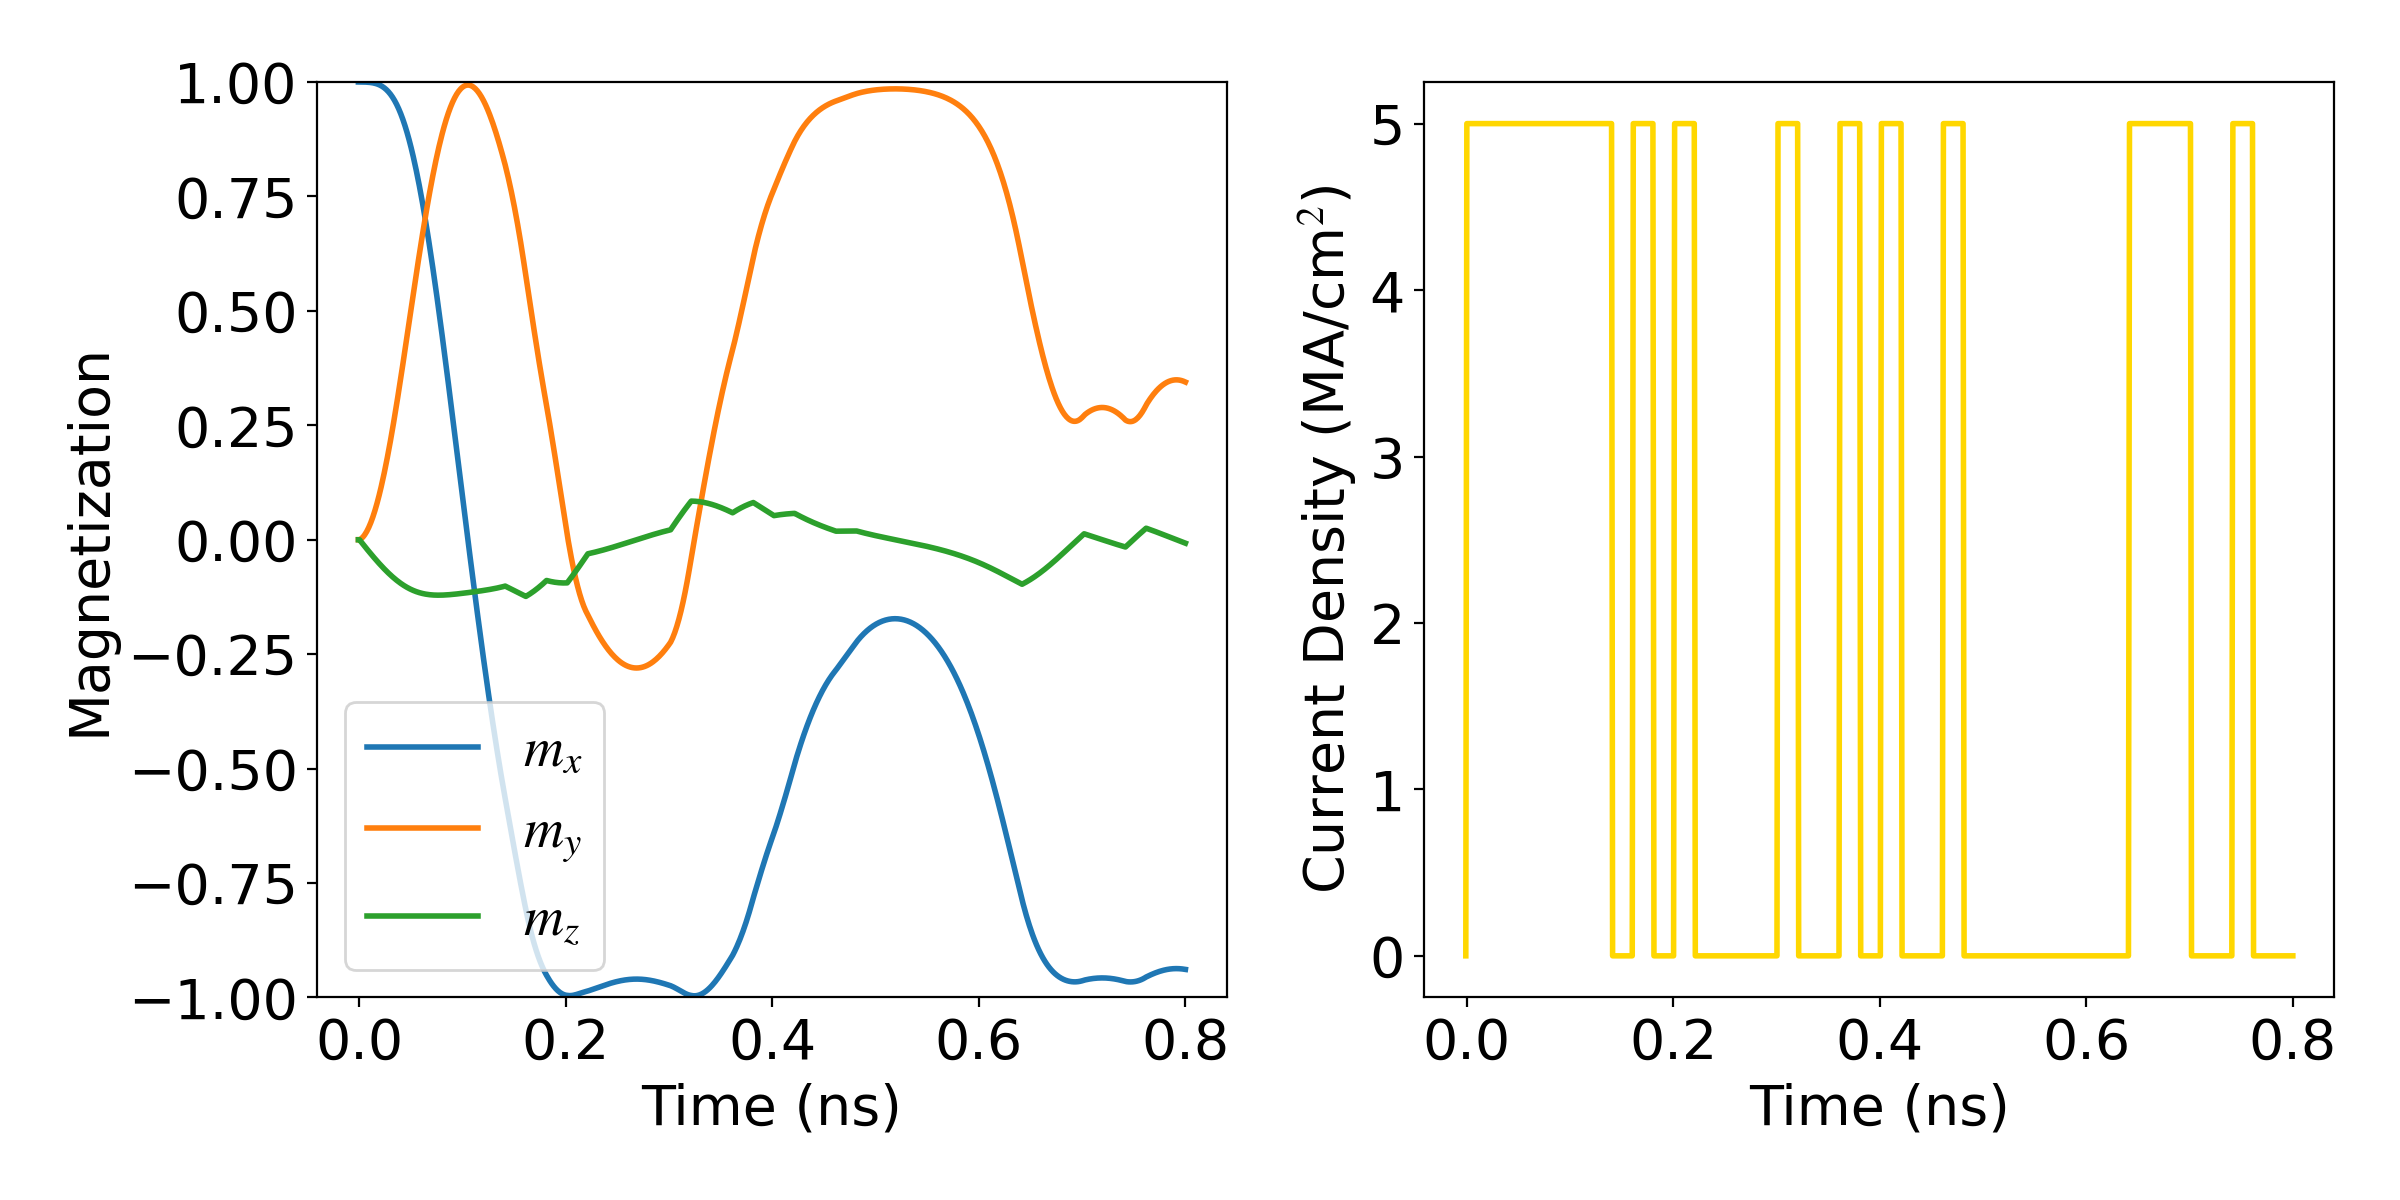 1.00
0.75
0.50
0.25
0.00
−0.25
−0.50
−0.75
−1.00
Magnetization
m_x
m_y
m_z
0.0 0.2 0.4 0.6 0.8
Time (ns)
5
4
3
2
1
0
Current Density (MA/cm²)
0.0 0.2 0.4 0.6 0.8
Time (ns)